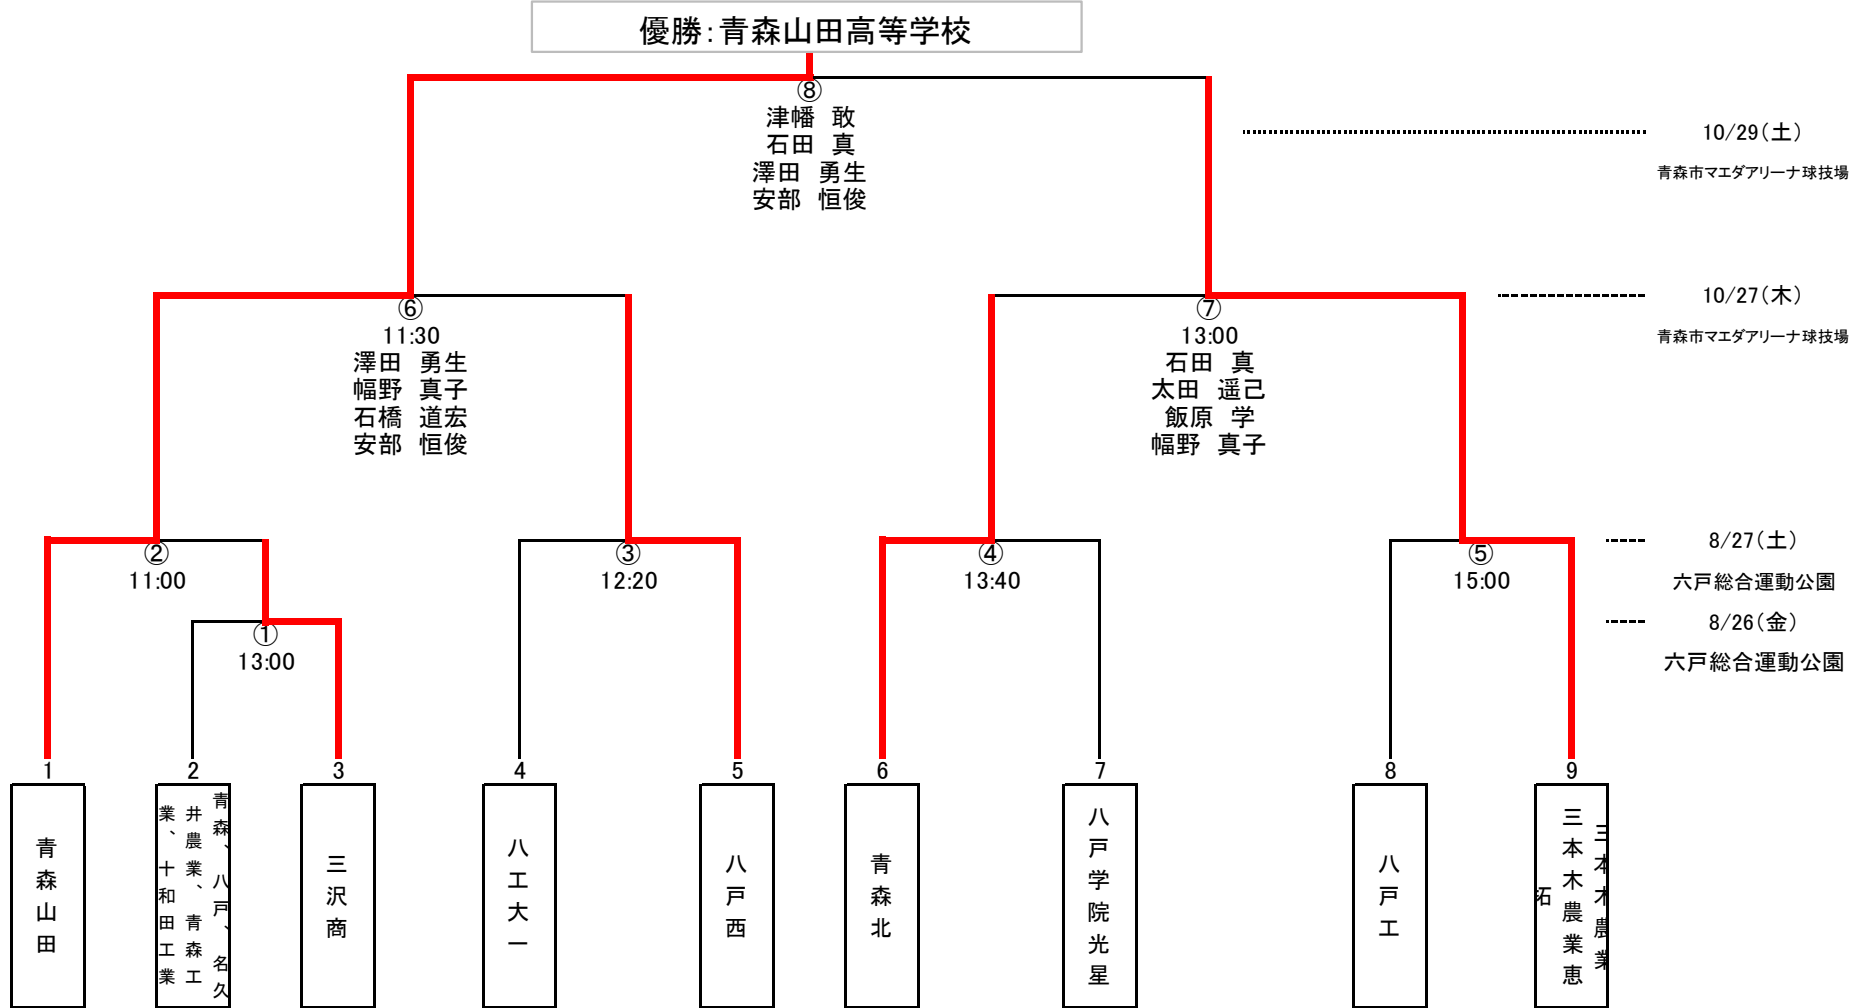 優勝：青森山田高等学校
⑧
津幡　敢
石田　真
澤田　勇生
安部　恒俊
10/29（土）
青森市マエダアリーナ球技場
⑥
11:30
澤田　勇生
幅野　真子
石橋　道宏
安部　恒俊
⑦
13:00
石田　真
太田　遥己
飯原　学
幅野　真子
10/27（木）
青森市マエダアリーナ球技場
②
11:00
③
12:20
④
13:40
⑤
15:00
8/27（土）
六戸総合運動公園
①
13:00
8/26（金）
六戸総合運動公園
1
2
3
4
5
6
7
8
9
青森山田
青森、八戸、名久
井農業、青森工
業、十和田工業
三沢商
八工大一
八戸西
青森北
八戸学院光星
八戸工
三本木農業
三本木農業恵
拓